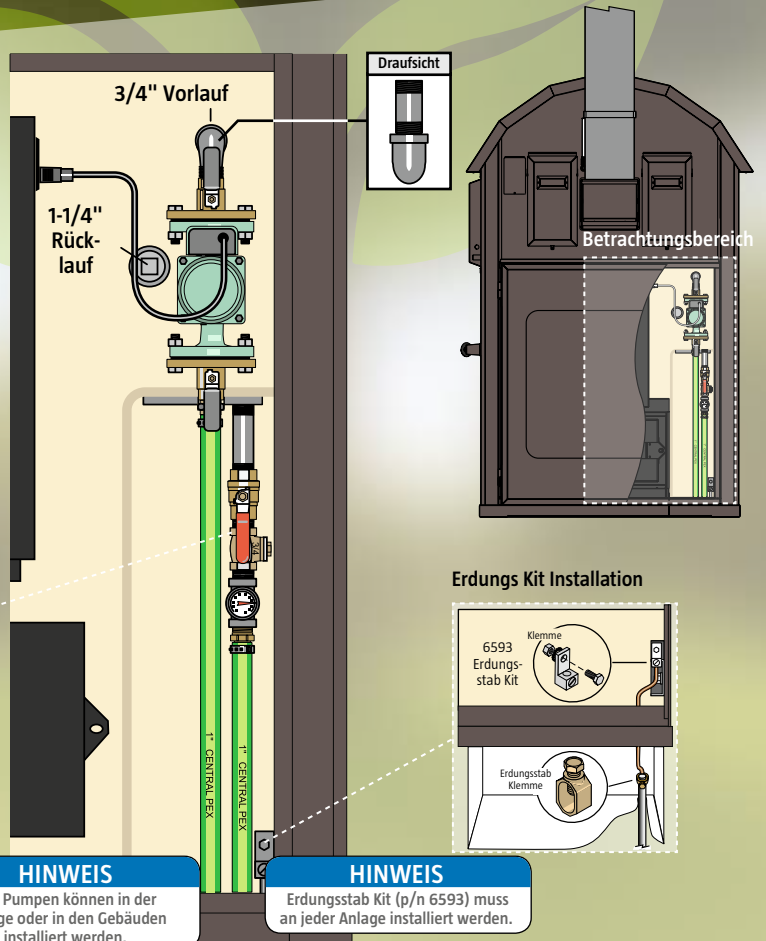 Draufsicht
3/4" Vorlauf
1-1/4"
Rück-
lauf
Betrachtungsbereich
3/4
1" CENTRAL PEX
1" CENTRAL PEX
Erdungs Kit Installation
6593
Erdungs-
stab Kit
Klemme
Erdungsstab
Klemme
HINWEIS
Pumpen können in der
ge oder in den Gebäuden
installiert werden.
HINWEIS
Erdungsstab Kit (p/n 6593) muss
an jeder Anlage installiert werden.